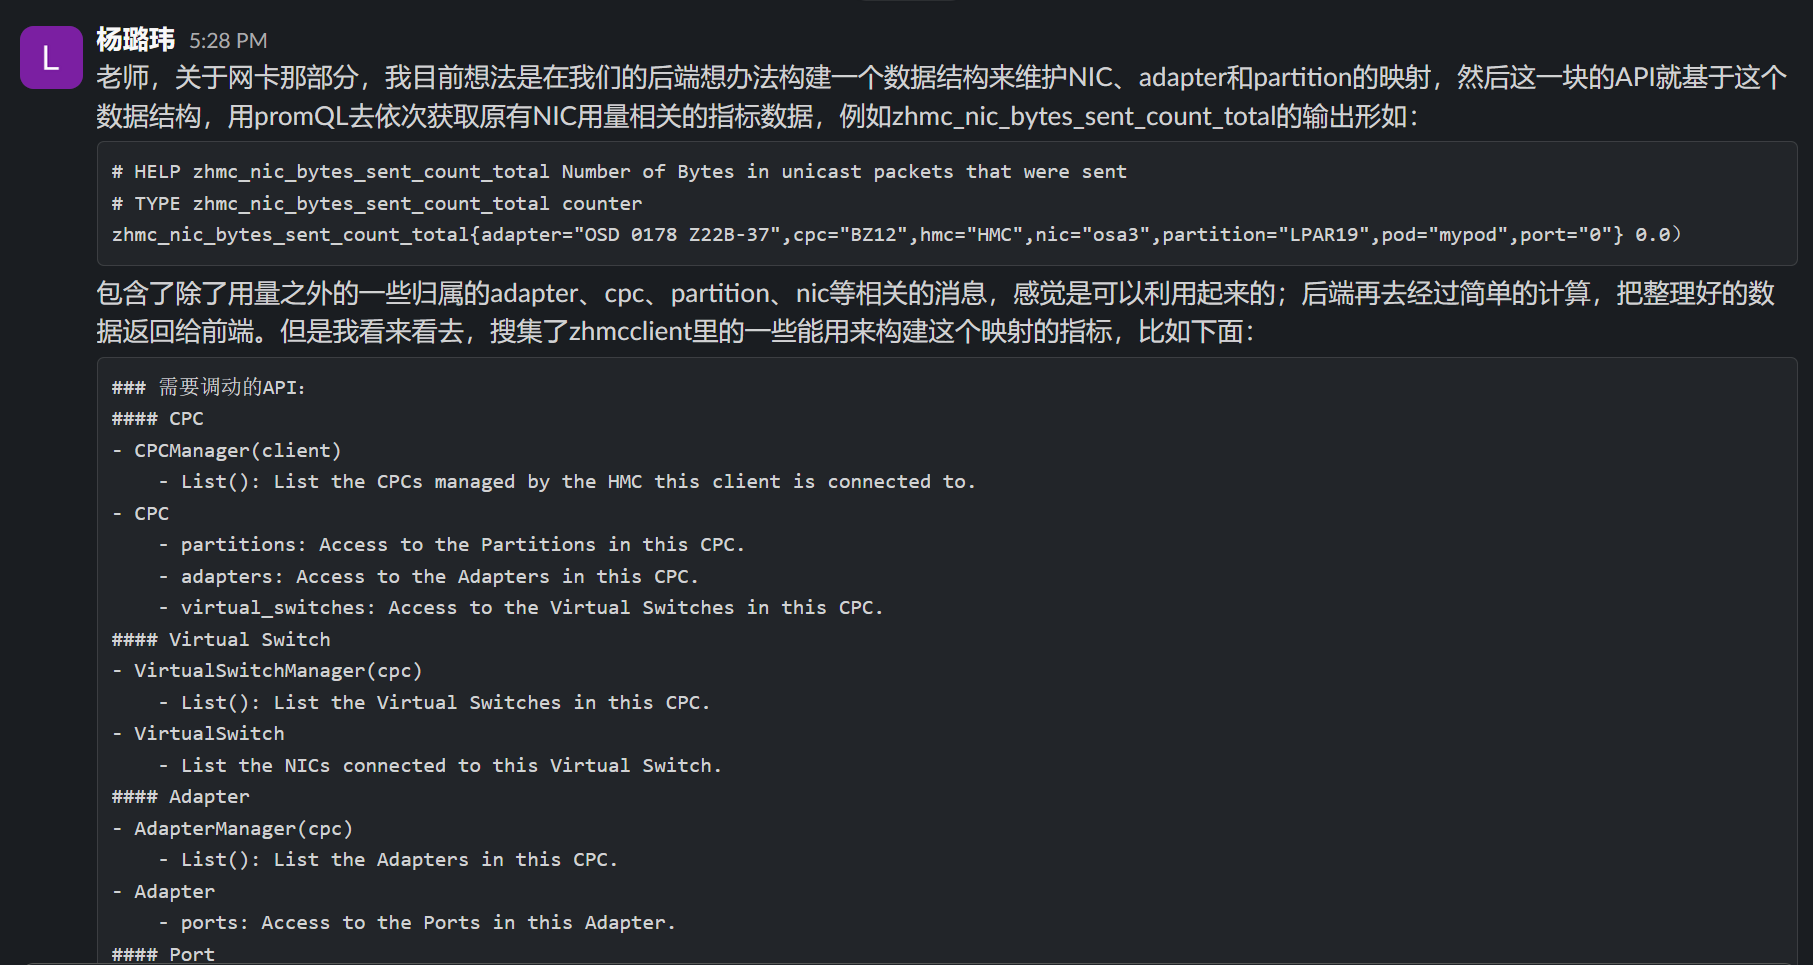 L
杨璐玮 5:28 PM
老师，关于网卡那部分，我目前想法是在我们的后端想办法构建一个数据结构来维护NIC、adapter和partition的映射，然后这一块的API就基于这个
数据结构，用promQL去依次获取原有NIC用量相关的指标数据，例如zhmc_nic_bytes_sent_count_total的输出形如：
# HELP zhmc_nic_bytes_sent_count_total Number of Bytes in unicast packets that were sent
# TYPE zhmc_nic_bytes_sent_count_total counter
zhmc_nic_bytes_sent_count_total{adapter="OSD 0178 Z22B-37",cpc="BZ12",hmc="HMC",nic="osa3",partition="LPAR19",pod="mypod",port="0"} 0.0）
包含了除了用量之外的一些归属的adapter、cpc、partition、nic等相关的消息，感觉是可以利用起来的；后端再去经过简单的计算，把整理好的数
据返回给前端。但是我看来看去，搜集了zhmcclient里的一些能用来构建这个映射的指标，比如下面：
### 需要调动的API：
#### CPC
- CPCManager(client)
    - List(): List the CPCs managed by the HMC this client is connected to.
- CPC
    - partitions: Access to the Partitions in this CPC.
    - adapters: Access to the Adapters in this CPC.
    - virtual_switches: Access to the Virtual Switches in this CPC.
#### Virtual Switch
- VirtualSwitchManager(cpc)
    - List(): List the Virtual Switches in this CPC.
- VirtualSwitch
    - List the NICs connected to this Virtual Switch.
#### Adapter
- AdapterManager(cpc)
    - List(): List the Adapters in this CPC.
- Adapter
    - ports: Access to the Ports in this Adapter.
#### Port